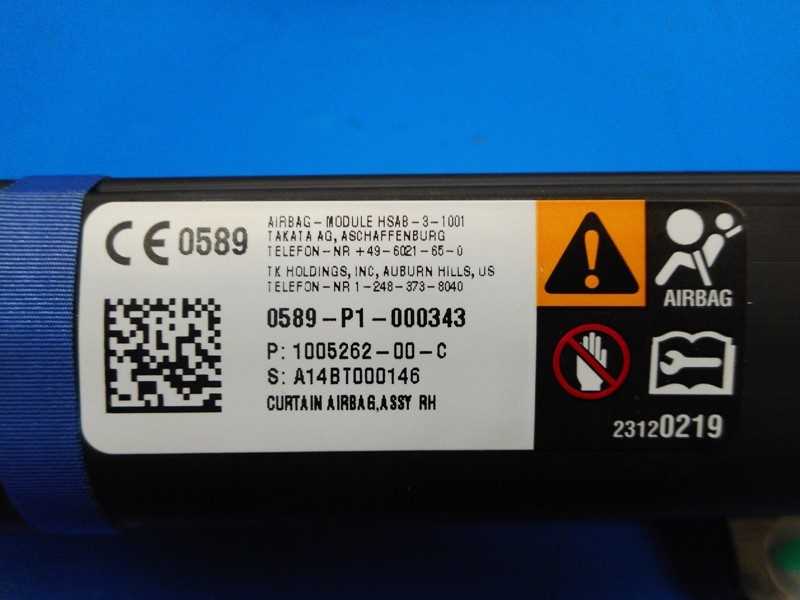 CE 0589
AIRBAG-MODULE HSAB-3-1001
TAKATA AG, ASCHAFFENBURG
TELEFON-NR +49-6021-65-0
TK HOLDINGS, INC, AUBURN HILLS, US
TELEFON-NR 1-248-373-8040
0589-P1-000343
P: 1005262-00-C
S: A14BT000146
CURTAIN AIRBAG,ASSY RH
AIRBAG
23120219